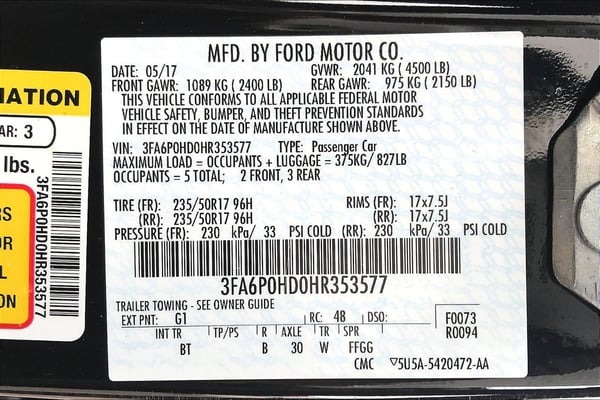 MFD. BY FORD MOTOR CO.
DATE: 05/17 GVWR: 2041 KG ( 4500 LB)
FRONT GAWR: 1089 KG ( 2400 LB) REAR GAWR: 975 KG ( 2150 LB)
THIS VEHICLE CONFORMS TO ALL APPLICABLE FEDERAL MOTOR
VEHICLE SAFETY, BUMPER, AND THEFT PREVENTION STANDARDS
IN EFFECT ON THE DATE OF MANUFACTURE SHOWN ABOVE.
VIN: 3FA6P0HD0HR353577 TYPE: Passenger Car
MAXIMUM LOAD = OCCUPANTS + LUGGAGE = 375KG/ 827LB
OCCUPANTS = 5 TOTAL; 2 FRONT, 3 REAR
TIRE (FR): 235/50R17 96H RIMS (FR): 17x7.5J
(RR): 235/50R17 96H (RR): 17x7.5J
PRESSURE (FR): 230 kPa/ 33 PSI COLD (RR): 230 kPa/ 33 PSI COLD
3FA6P0HD0HR353577
TRAILER TOWING - SEE OWNER GUIDE
EXT PNT: G1 RC: 48 DSO: F0073
R0094
INT TR TP/PS R AXLE TR SPR
BT B 30 W FFGG
CMC ▽5U5A-5420472-AA
MATION
AR: 3
lbs.
RS
OR
L
ON
3FA6P0HD0HR353577